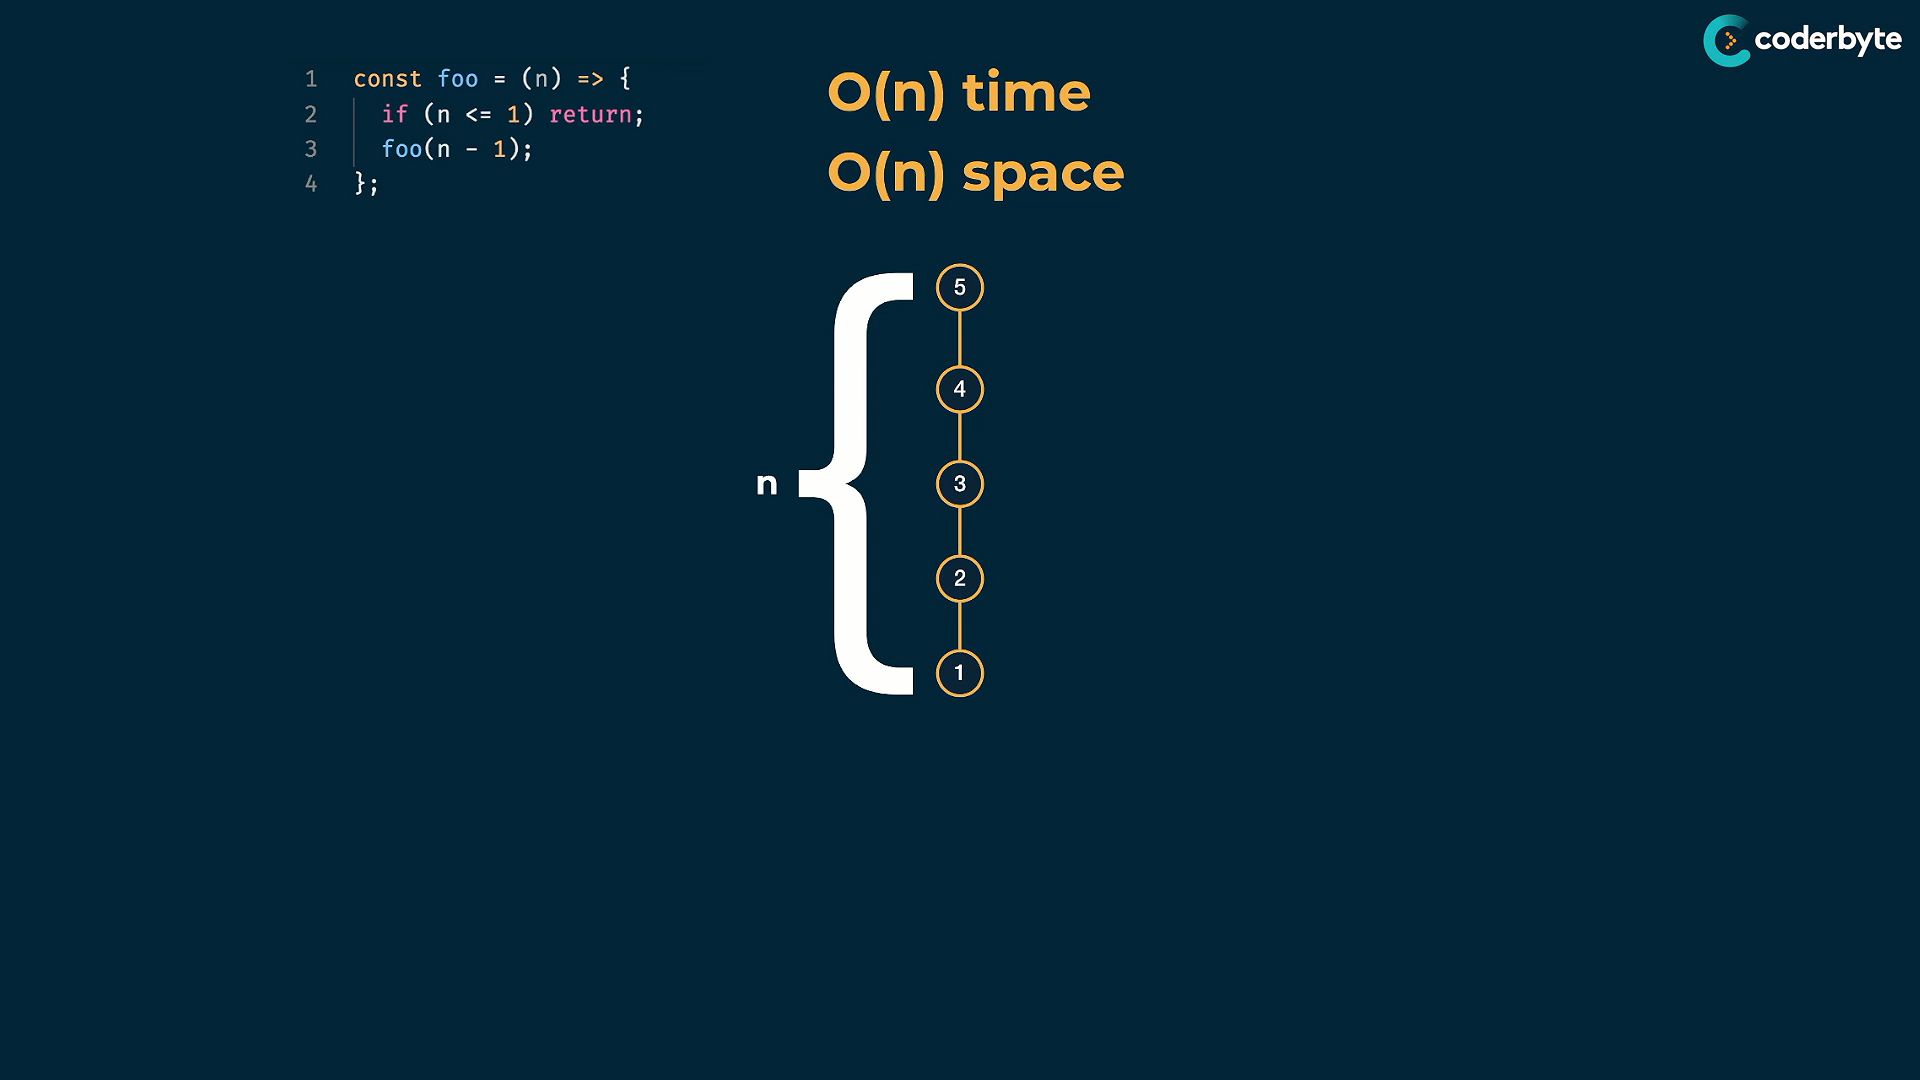 coderbyte
1 const foo = (n) => {
2 if (n <= 1) return;
3 foo(n - 1);
4 };
O(n) time
O(n) space
n
5
4
3
2
1